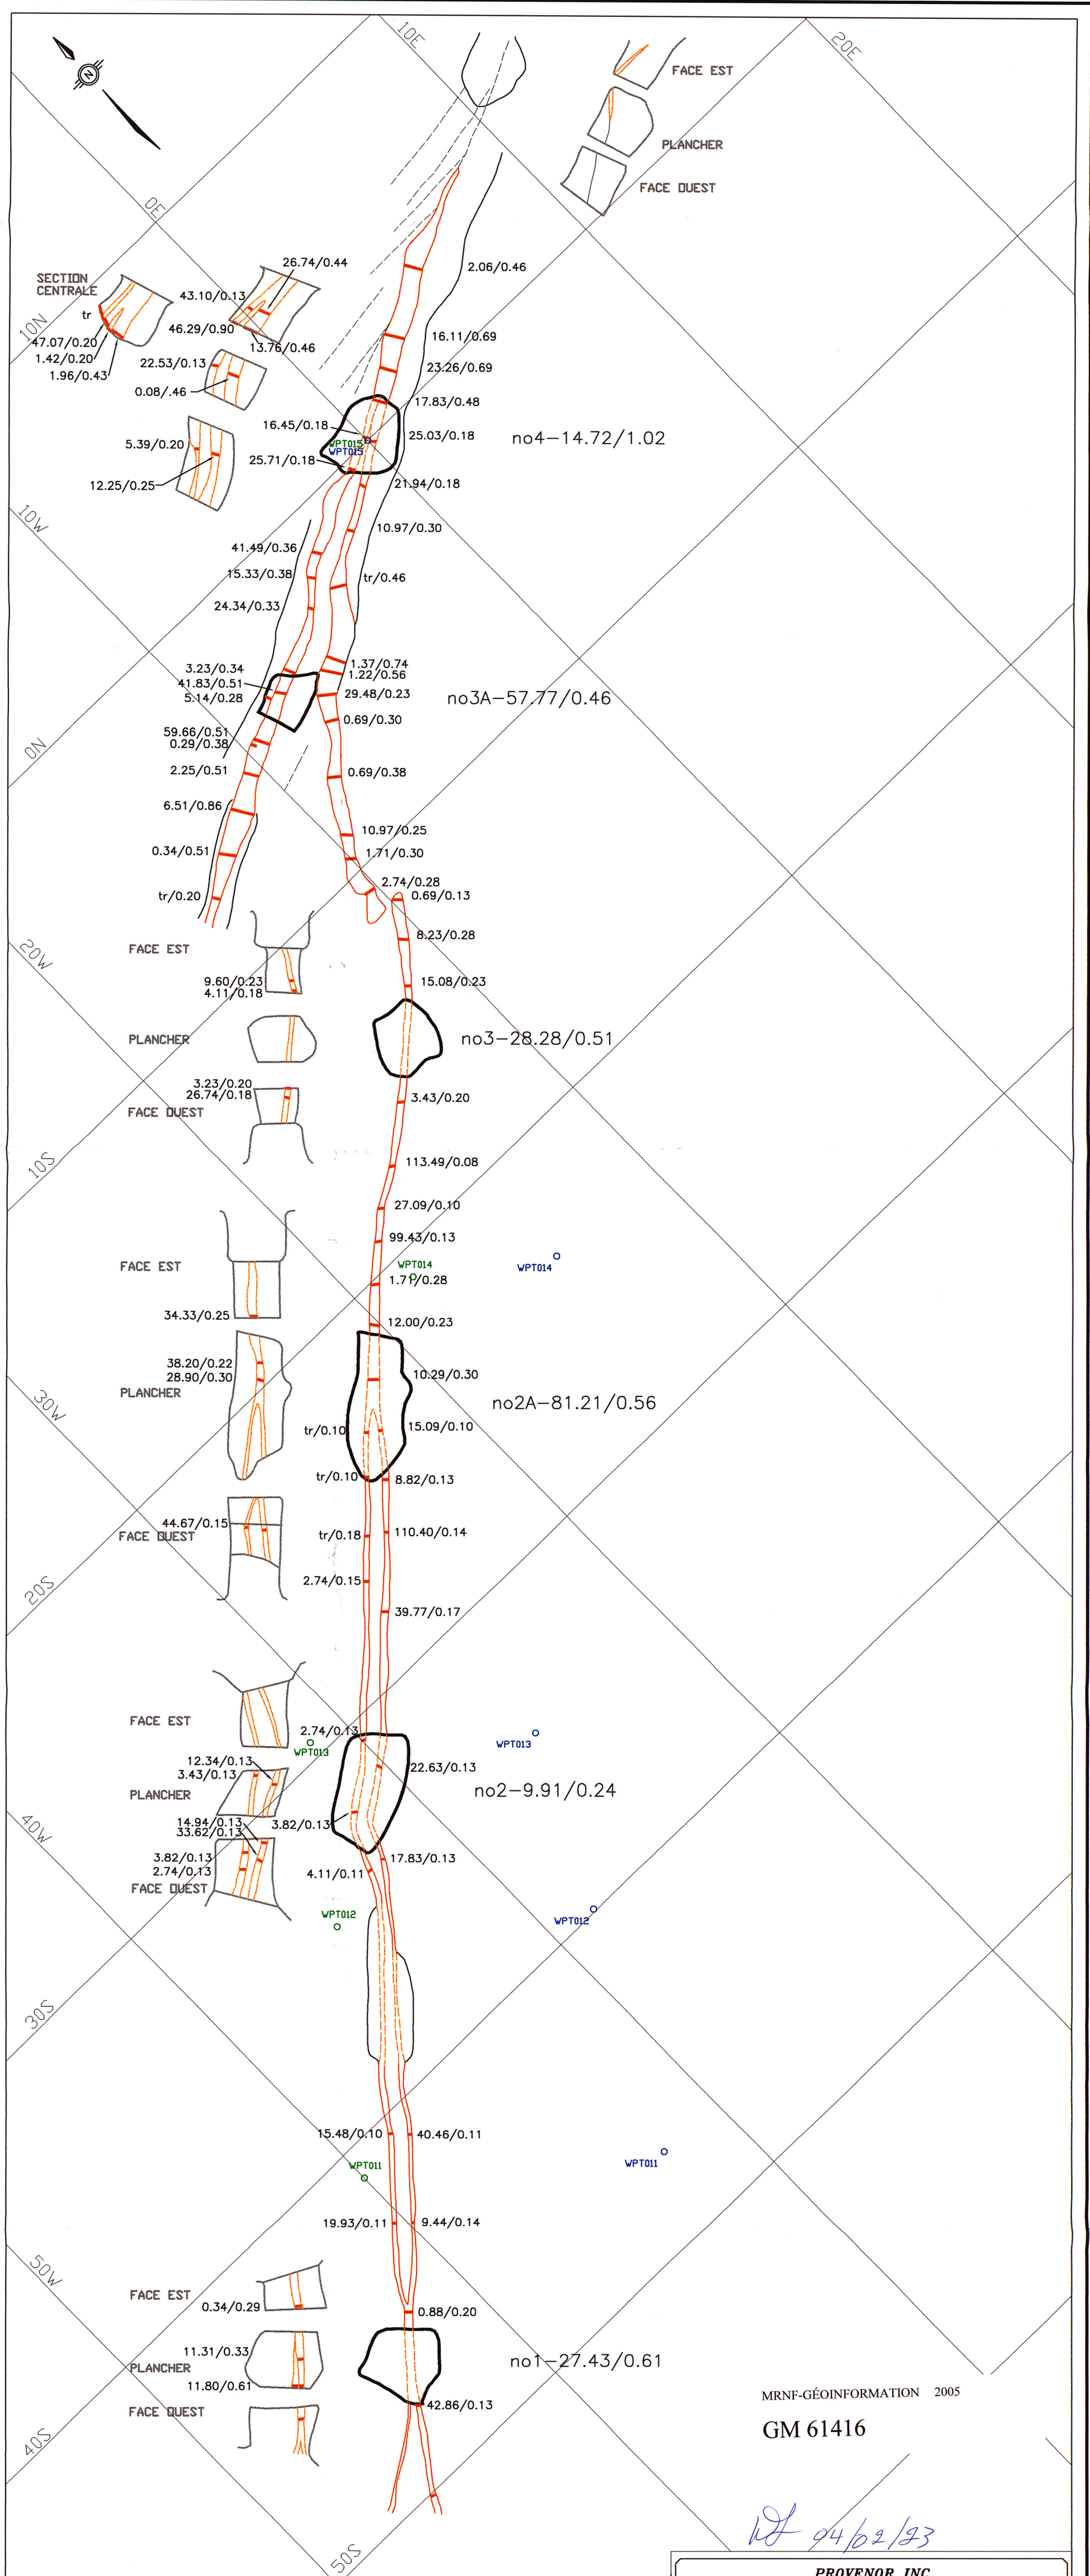 10E
20E
FACE EST
PLANCHER
FACE OUEST
0E
26.74/0.44
2.06/0.46
SECTION
CENTRALE
43.10/0.13
tr
10N
46.29/0.90
47.07/0.20
13.76/0.46
16.11/0.69
1.42/0.20
22.53/0.13
23.26/0.69
1.96/0.43
0.08/.46
17.83/0.48
16.45/0.18
25.03/0.18
no4-14.72/1.02
5.39/0.20
WPT015
WPT015
25.71/0.18
12.25/0.25
21.94/0.18
10W
10.97/0.30
41.49/0.36
15.33/0.38
tr/0.46
24.34/0.33
1.37/0.74
3.23/0.34
1.22/0.56
41.83/0.51
29.48/0.23
no3A-57.77/0.46
5.14/0.28
0.69/0.30
59.66/0.51
0.29/0.38
0N
2.25/0.51
0.69/0.38
6.51/0.86
10.97/0.25
0.34/0.51
1.71/0.30
2.74/0.28
tr/0.20
0.69/0.13
8.23/0.28
FACE EST
20W
9.60/0.23
15.08/0.23
4.11/0.18
PLANCHER
no3-28.28/0.51
3.23/0.20
26.74/0.18
3.43/0.20
FACE OUEST
10S
113.49/0.08
27.09/0.10
99.43/0.13
FACE EST
WPT014
WPT014
1.71/0.28
34.33/0.25
12.00/0.23
38.20/0.22
10.29/0.30
28.90/0.30
PLANCHER
no2A-81.21/0.56
30W
tr/0.10
15.09/0.10
tr/0.10
8.82/0.13
44.67/0.15
FACE OUEST
tr/0.18
110.40/0.14
2.74/0.15
20S
39.77/0.17
FACE EST
2.74/0.13
WPT013
WPT013
12.34/0.13
22.63/0.13
3.43/0.13
PLANCHER
no2-9.91/0.24
14.94/0.13
3.82/0.13
33.62/0.13
40W
3.82/0.13
17.83/0.13
2.74/0.13
4.11/0.11
FACE OUEST
WPT012
WPT012
30S
15.48/0.10
40.46/0.11
WPT011
WPT011
19.93/0.11
9.44/0.14
50W
FACE EST
0.34/0.29
0.88/0.20
11.31/0.33
no1-27.43/0.61
PLANCHER
11.80/0.61
MRNF-GÉOINFORMATION 2005
42.86/0.13
FACE OUEST
GM 61416
40S
04/02/23
50S
PROVENOR INC